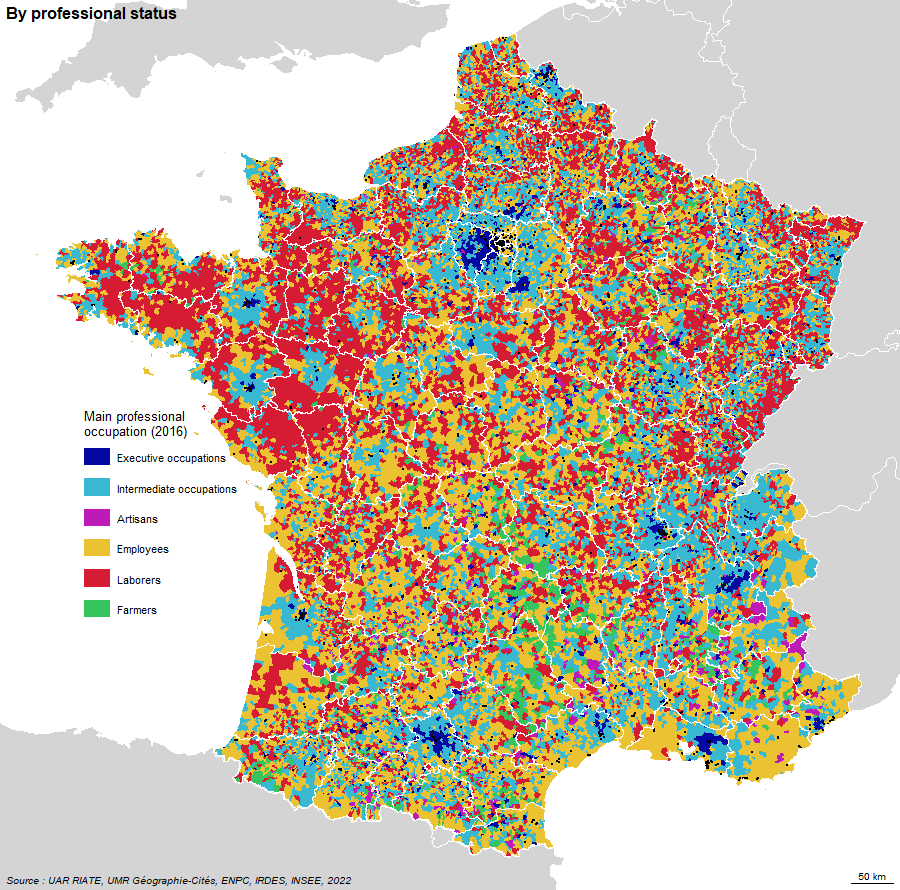 By professional status
Main professional
occupation (2016)
Executive occupations
Intermediate occupations
Artisans
Employees
Laborers
Farmers
Source : UAR RIATE, UMR Géographie-Cités, ENPC, IRDES, INSEE, 2022
50 km